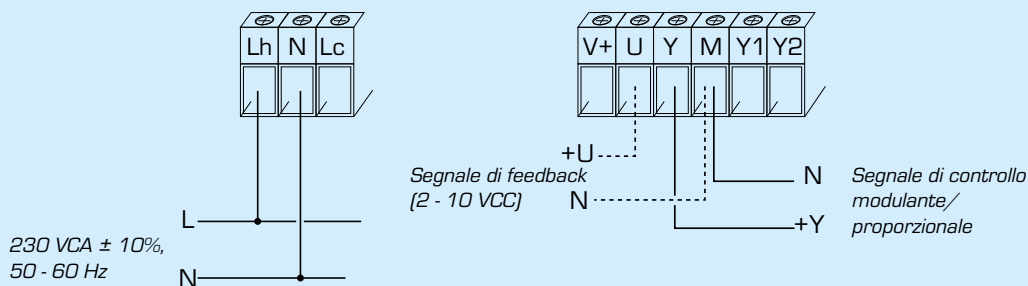 Lh N Lc
V+ U Y M Y1 Y2
+U
Segnale di feedback
(2 - 10 VCC)
N
N
+Y
Segnale di controllo
modulante/
proporzionale
L
230 VCA ± 10%,
50 - 60 Hz
N